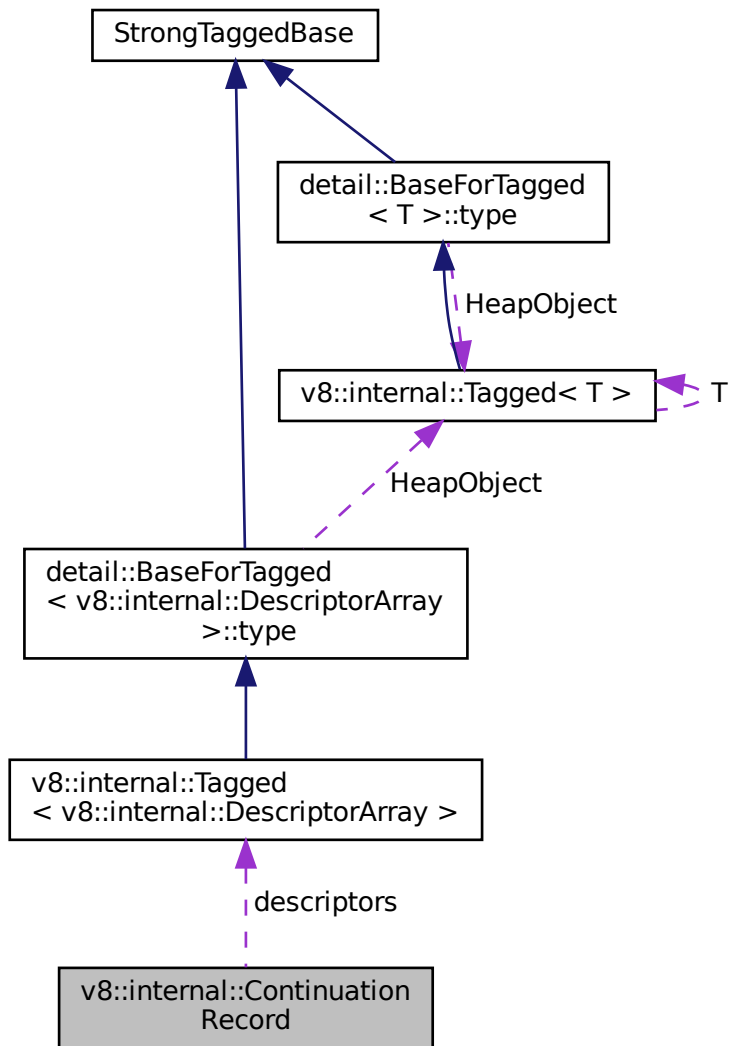 StrongTaggedBase
detail::BaseForTagged
< T >::type
HeapObject
v8::internal::Tagged< T >
T
HeapObject
detail::BaseForTagged
< v8::internal::DescriptorArray
>::type
v8::internal::Tagged
< v8::internal::DescriptorArray >
descriptors
v8::internal::Continuation
Record